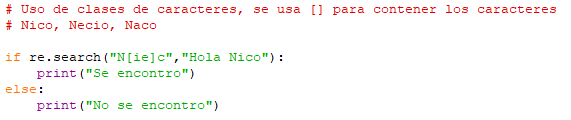 # Uso de clases de caracteres, se usa [] para contener los caracteres
# Nico, Necio, Naco
if re.search("N[ie]c","Hola Nico"):
    print("Se encontro")
else:
    print("No se encontro")